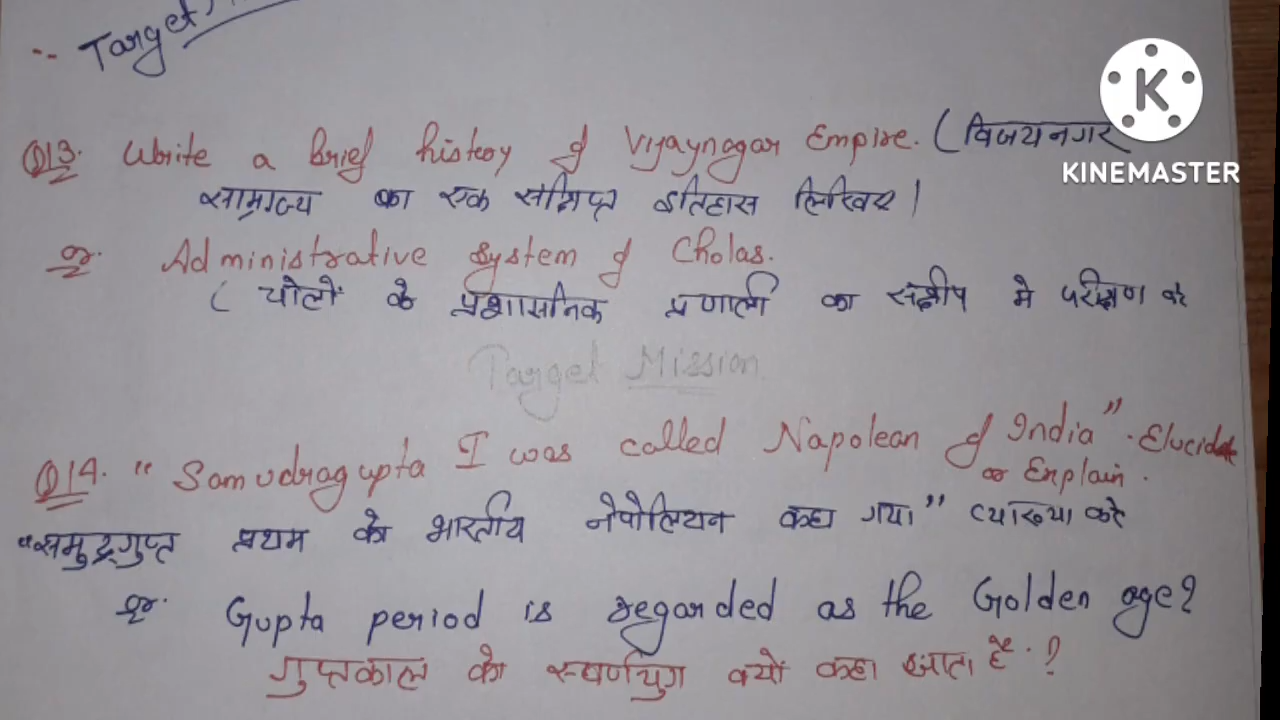 Target
Q13. Write a brief history of Vijaynagar Empire. (विजयनगर
KINEMASTER
साम्राज्य का एक संक्षिप्त इतिहास लिखिए।
or. Administrative system of Cholas.
( चोलों के प्रशासनिक प्रणाली का संक्षेप मे परीक्षण करे
Target Mission
Q14. "Samudragupta I was called Napolean of India". Elucidate
or Explain.
"समुद्रगुप्त प्रथम को भारतीय नेपोलियन कहा गया" व्याख्या करे
or. Gupta period is regarded as the Golden age?
गुप्तकाल को स्वर्णयुग क्यों कहा जाता है.?